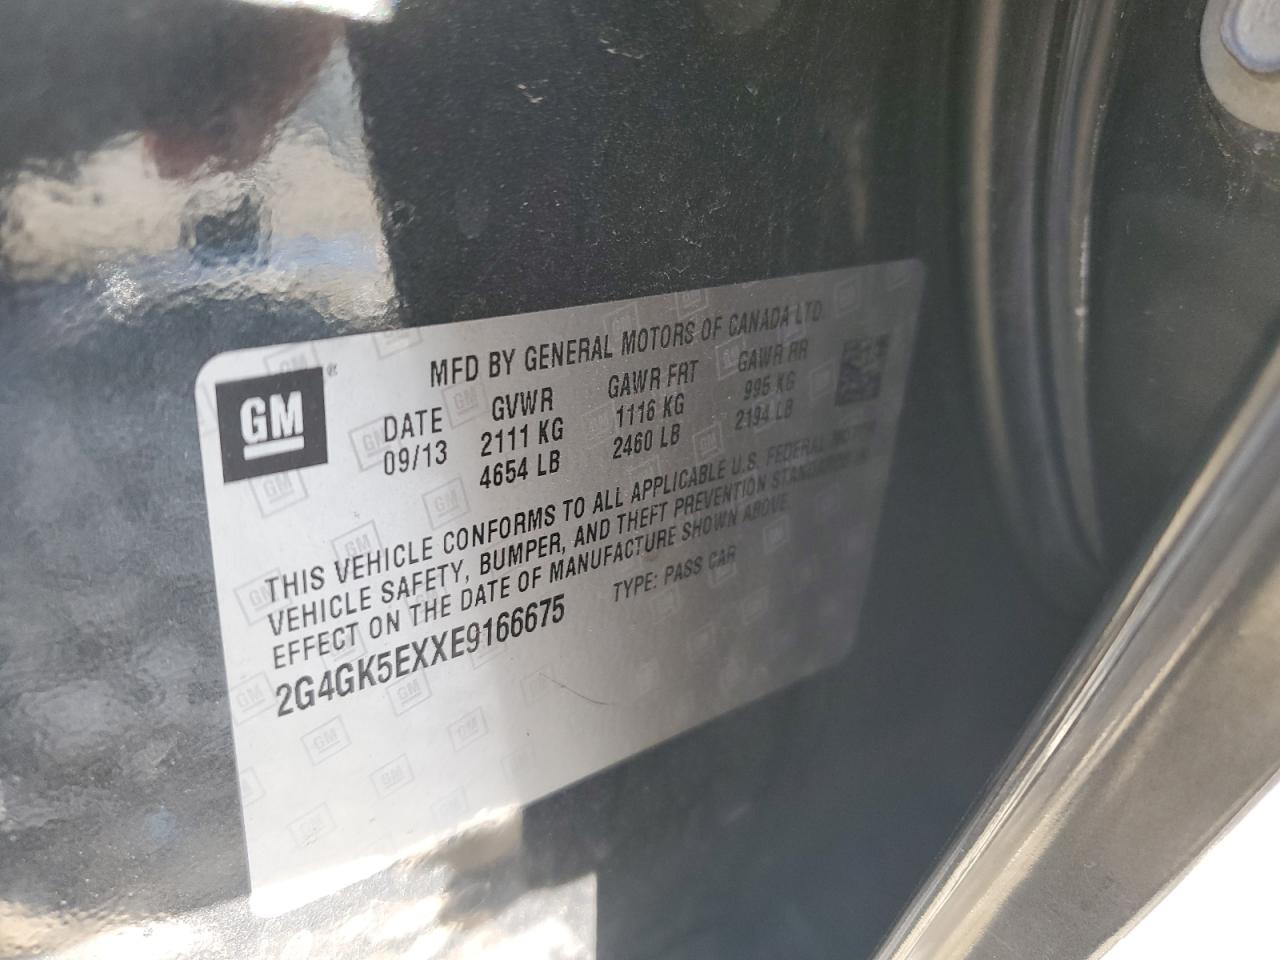 GM ®
MFD BY GENERAL MOTORS OF CANADA LTD
DATE GVWR GAWR FRT GAWR RR
09/13 2111 KG 1116 KG 995 KG
4654 LB 2460 LB 2194 LB
THIS VEHICLE CONFORMS TO ALL APPLICABLE U.S. FEDERAL MOTOR
VEHICLE SAFETY, BUMPER, AND THEFT PREVENTION STANDARDS IN
EFFECT ON THE DATE OF MANUFACTURE SHOWN ABOVE.
2G4GK5EXXE9166675 TYPE: PASS CAR